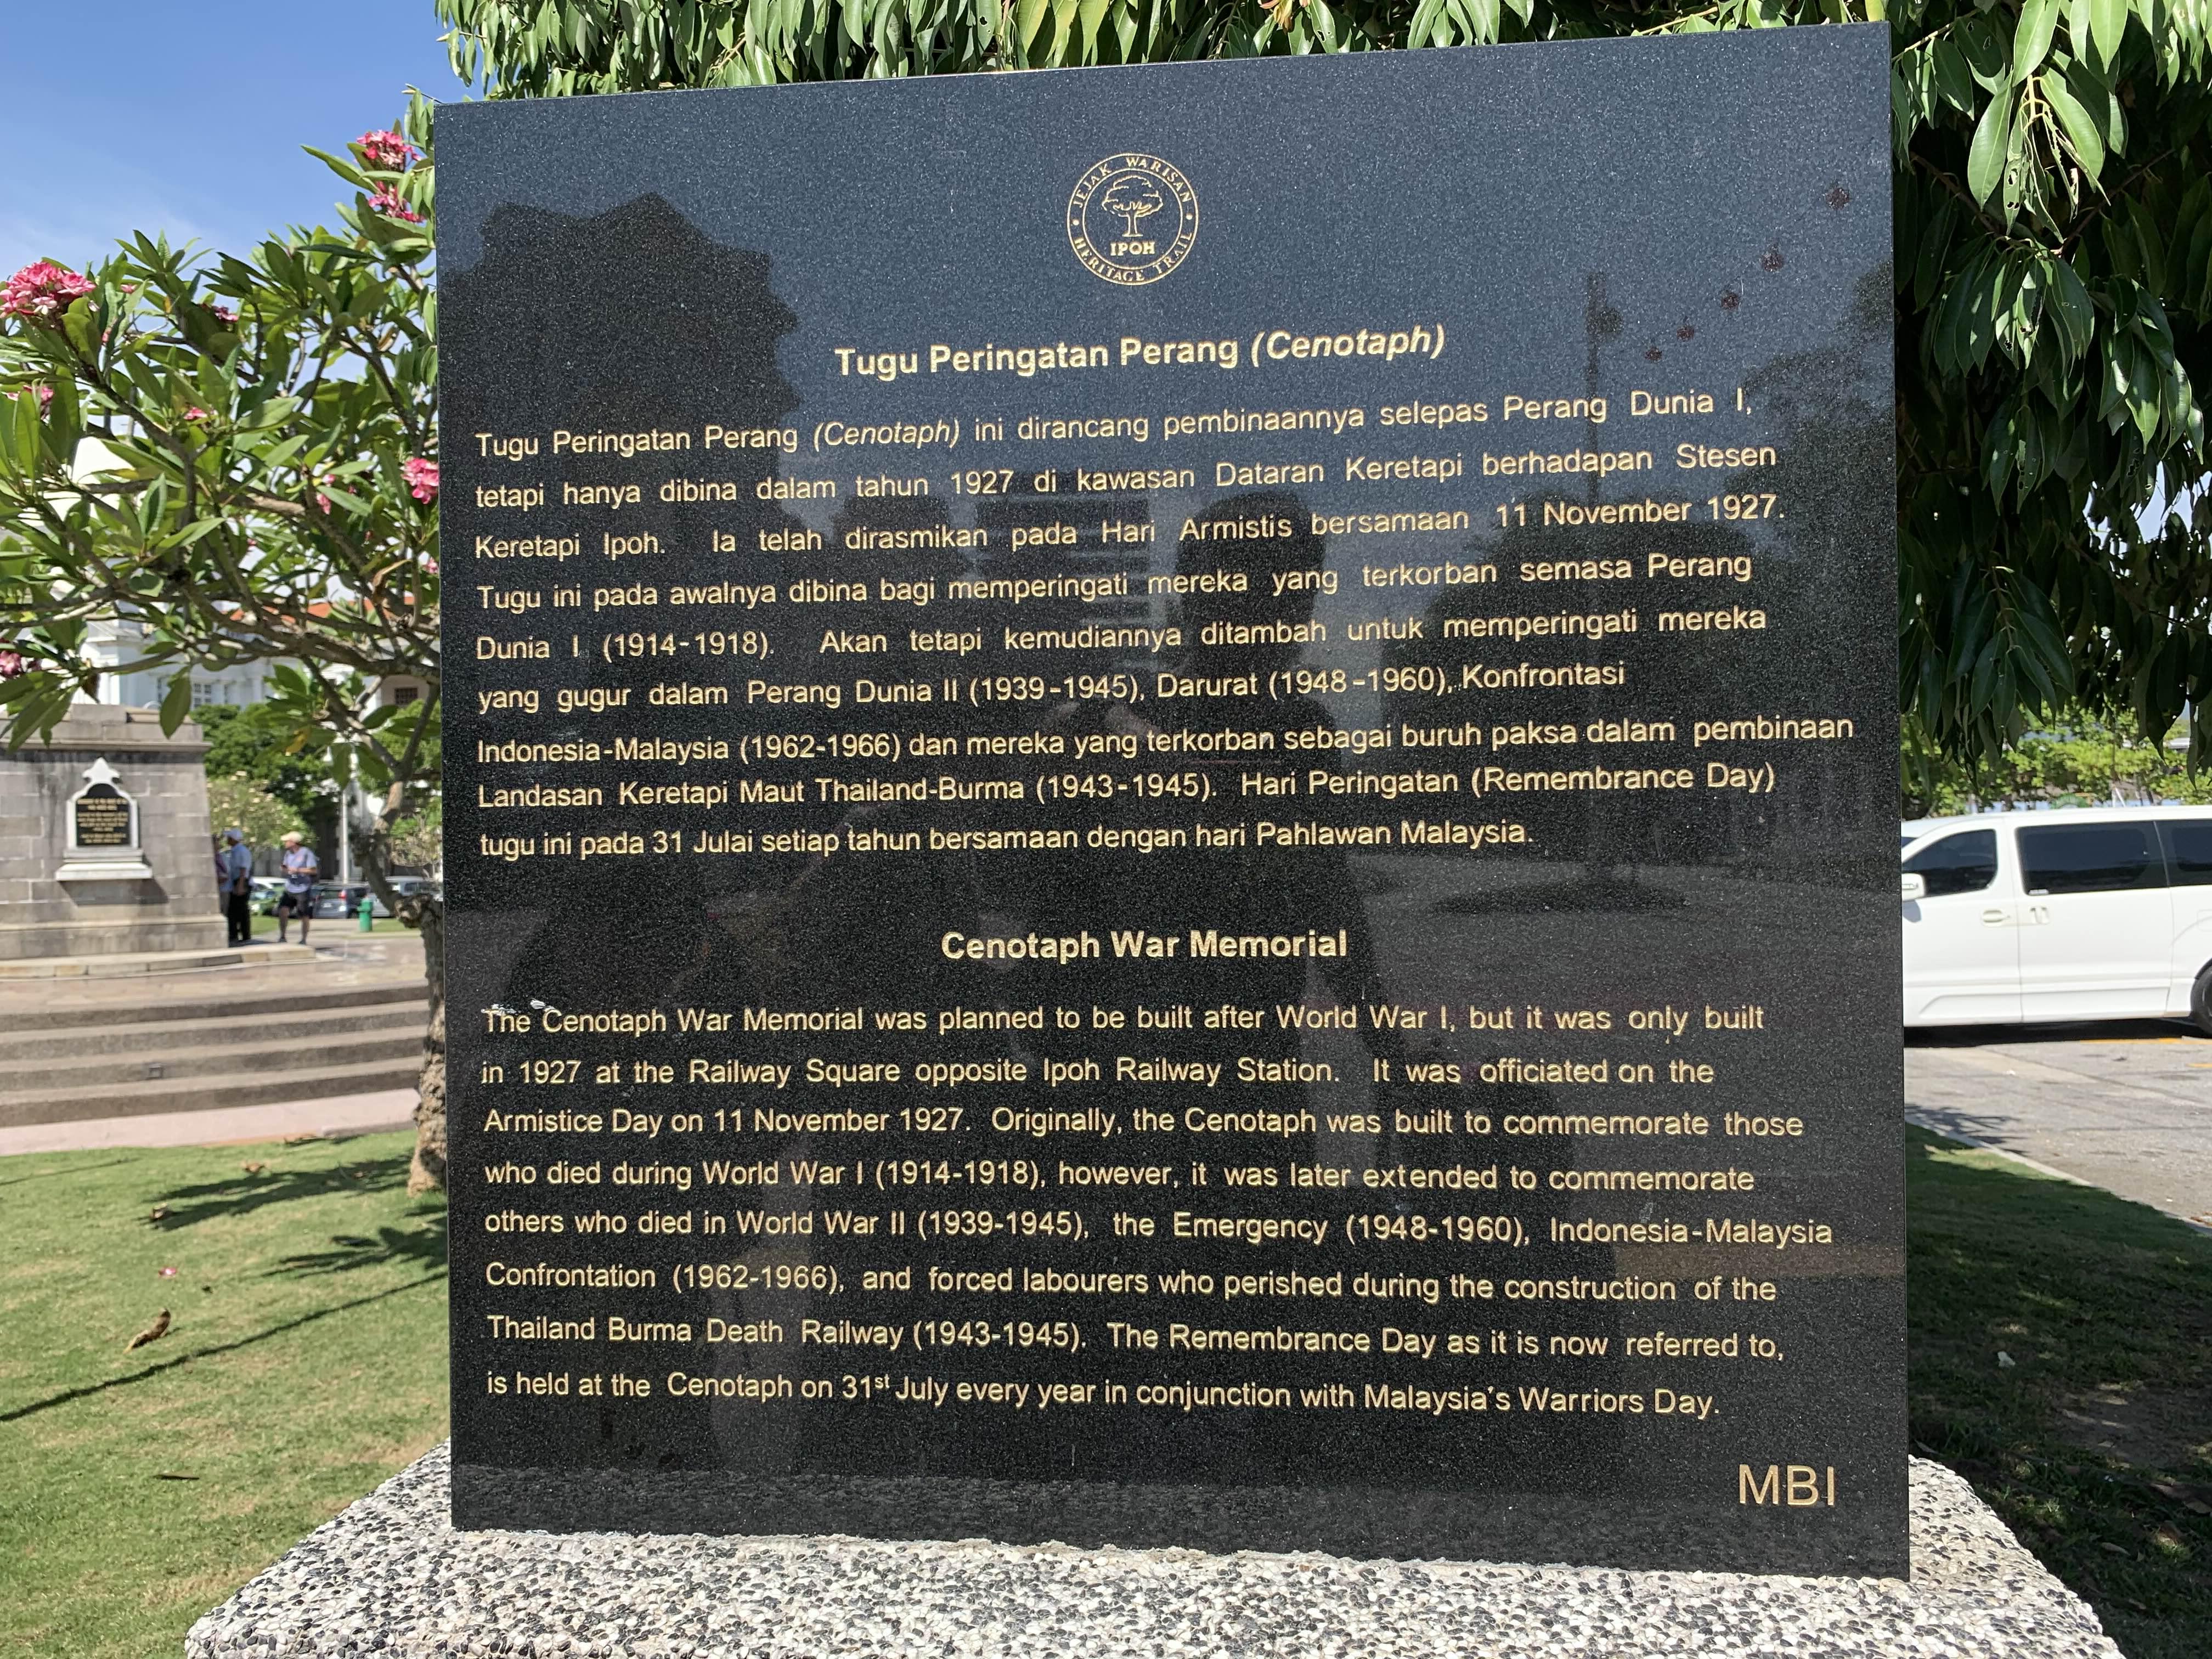 JEJAK WARISAN
IPOH
HERITAGE TRAIL
Tugu Peringatan Perang (Cenotaph)
Tugu Peringatan Perang (Cenotaph) ini dirancang pembinaannya selepas Perang Dunia I,
tetapi hanya dibina dalam tahun 1927 di kawasan Dataran Keretapi berhadapan Stesen
Keretapi Ipoh. Ia telah dirasmikan pada Hari Armistis bersamaan 11 November 1927.
Tugu ini pada awalnya dibina bagi memperingati mereka yang terkorban semasa Perang
Dunia I (1914-1918). Akan tetapi kemudiannya ditambah untuk memperingati mereka
yang gugur dalam Perang Dunia II (1939-1945), Darurat (1948-1960), Konfrontasi
Indonesia-Malaysia (1962-1966) dan mereka yang terkorban sebagai buruh paksa dalam pembinaan
Landasan Keretapi Maut Thailand-Burma (1943-1945). Hari Peringatan (Remembrance Day)
tugu ini pada 31 Julai setiap tahun bersamaan dengan hari Pahlawan Malaysia.
Cenotaph War Memorial
The Cenotaph War Memorial was planned to be built after World War I, but it was only built
in 1927 at the Railway Square opposite Ipoh Railway Station. It was officiated on the
Armistice Day on 11 November 1927. Originally, the Cenotaph was built to commemorate those
who died during World War I (1914-1918), however, it was later extended to commemorate
others who died in World War II (1939-1945), the Emergency (1948-1960), Indonesia-Malaysia
Confrontation (1962-1966), and forced labourers who perished during the construction of the
Thailand Burma Death Railway (1943-1945). The Remembrance Day as it is now referred to,
is held at the Cenotaph on 31st July every year in conjunction with Malaysia's Warriors Day.
MBI